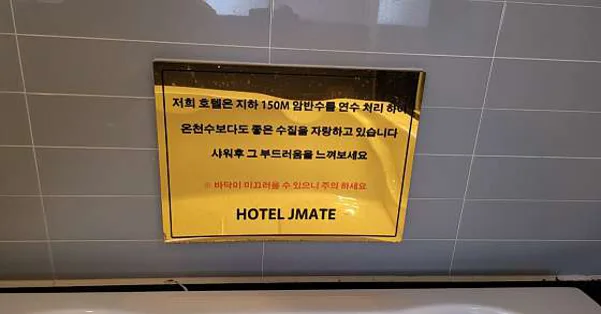 저희 호텔은 지하 150M 암반수를 연수 처리 하여
온천수보다도 좋은 수질을 자랑하고 있습니다
샤워후 그 부드러움을 느껴보세요
※ 바닥이 미끄러울 수 있으니 주의 하세요
HOTEL JMATE